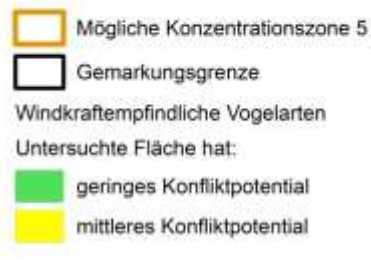 Mögliche Konzentrationszone 5
Gemarkungsgrenze
Windkraftempfindliche Vogelarten
Untersuchte Fläche hat:
geringes Konfliktpotential
mittleres Konfliktpotential